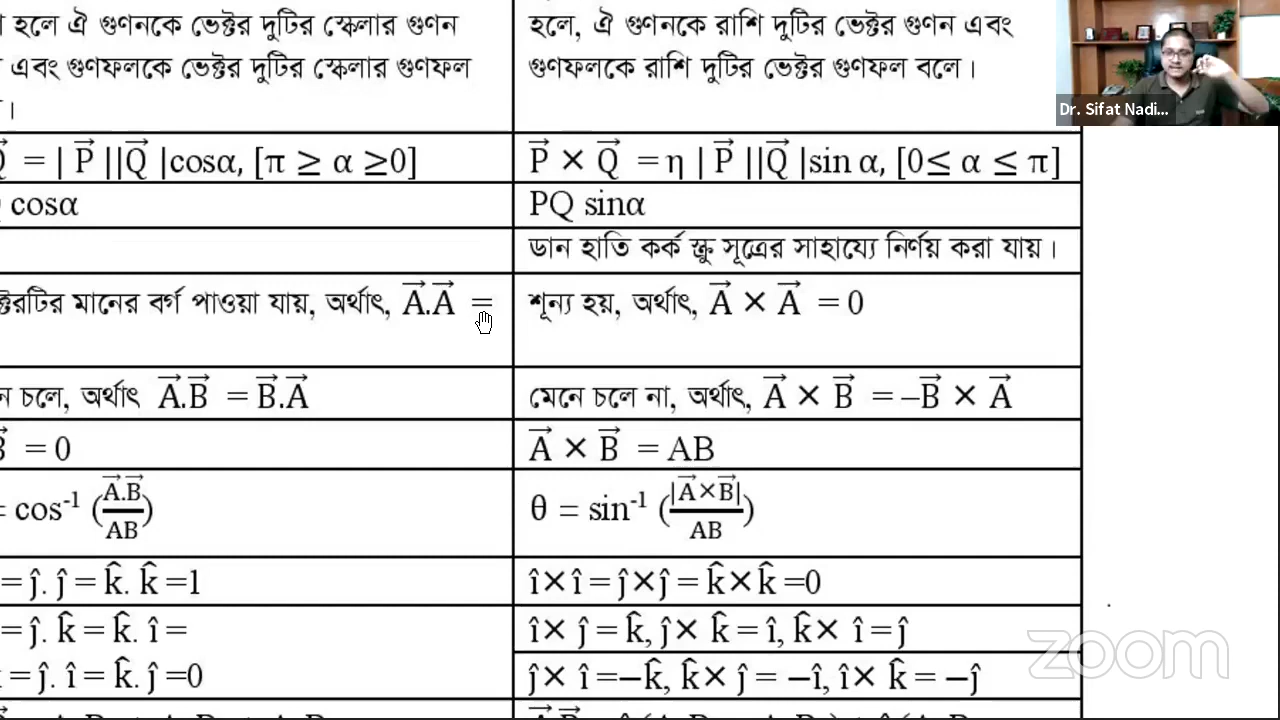 হলে ঐ গুণনকে ভেক্টর দুটির স্কেলার গুণন
এবং গুণফলকে ভেক্টর দুটির স্কেলার গুণফল
।
হলে, ঐ গুণনকে রাশি দুটির ভেক্টর গুণন এবং
গুণফলকে রাশি দুটির ভেক্টর গুণফল বলে।
Dr. Sifat Nadi...
Q⃗ = | P⃗ ||Q⃗ |cosα, [π ≥ α ≥0]
P⃗ × Q⃗ = η | P⃗ ||Q⃗ |sin α, [0≤ α ≤ π]
cosα
PQ sinα
ডান হাতি কর্ক স্ক্রু সূত্রের সাহায্যে নির্ণয় করা যায়।
মানের বর্গ পাওয়া যায়, অর্থাৎ, A⃗.A⃗ =
শূন্য হয়, অর্থাৎ, A⃗ × A⃗ = 0
চলে, অর্থাৎ A⃗.B⃗ = B⃗.A⃗
মেনে চলে না, অর্থাৎ, A⃗ × B⃗ = –B⃗ × A⃗
B⃗ = 0
A⃗ × B⃗ = AB
= cos⁻¹ (A⃗.B⃗/AB)
θ = sin⁻¹ (|A⃗×B⃗|/AB)
= ĵ. ĵ = k̂. k̂ =1
î×î = ĵ×ĵ = k̂×k̂ =0
= ĵ. k̂ = k̂. î =
î× ĵ = k̂, ĵ× k̂ = î, k̂× î = ĵ
= ĵ. î = k̂. ĵ =0
ĵ× î =–k̂, k̂× ĵ = –î, î× k̂ = –ĵ
zoom